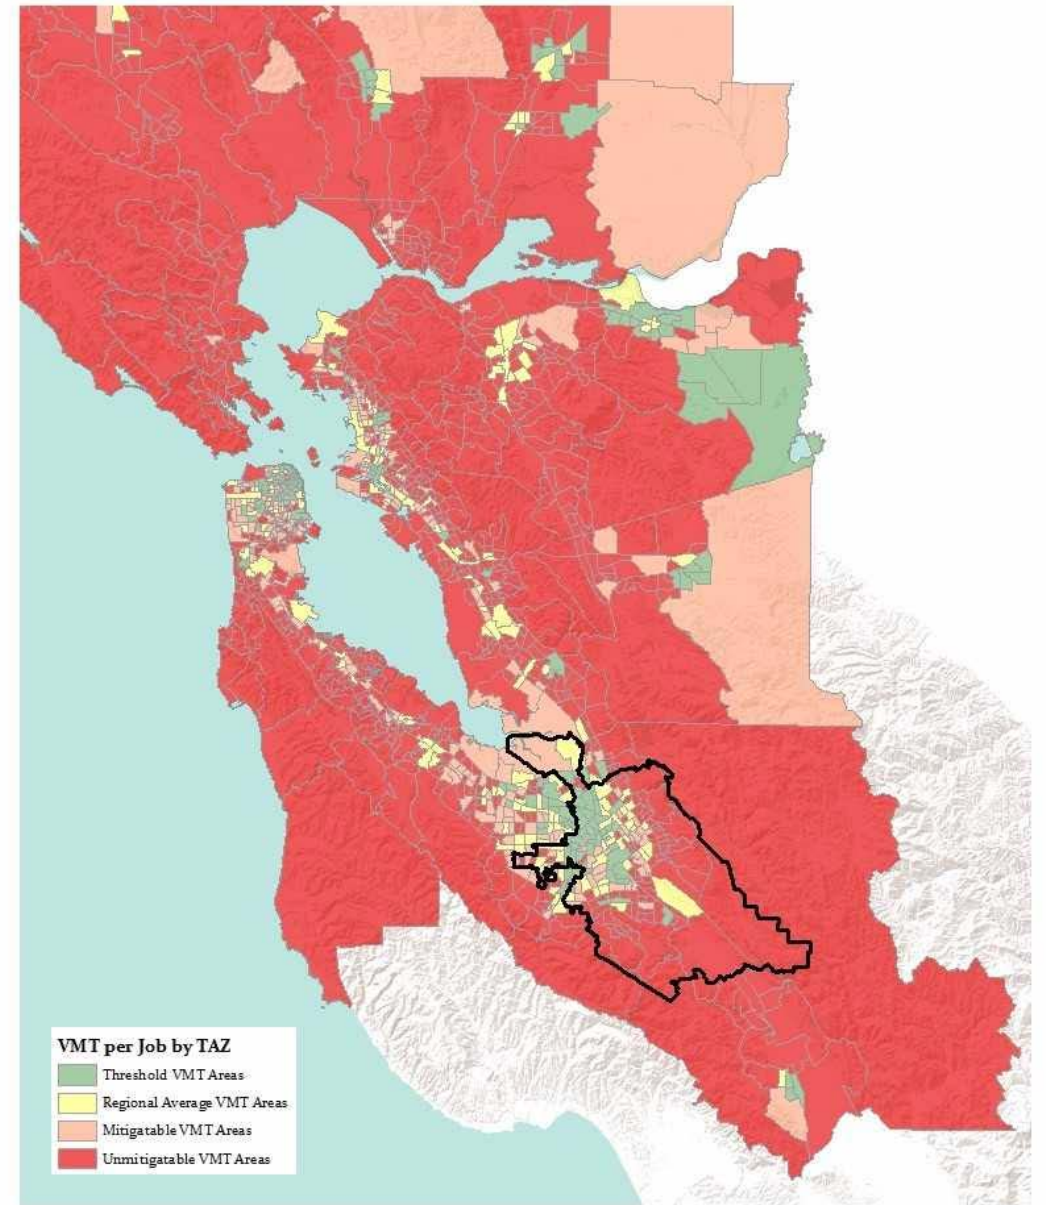 VMT per Job by TAZ
Threshold VMT Areas
Regional Average VMT Areas
Mitigatable VMT Areas
Unmitigatable VMT Areas